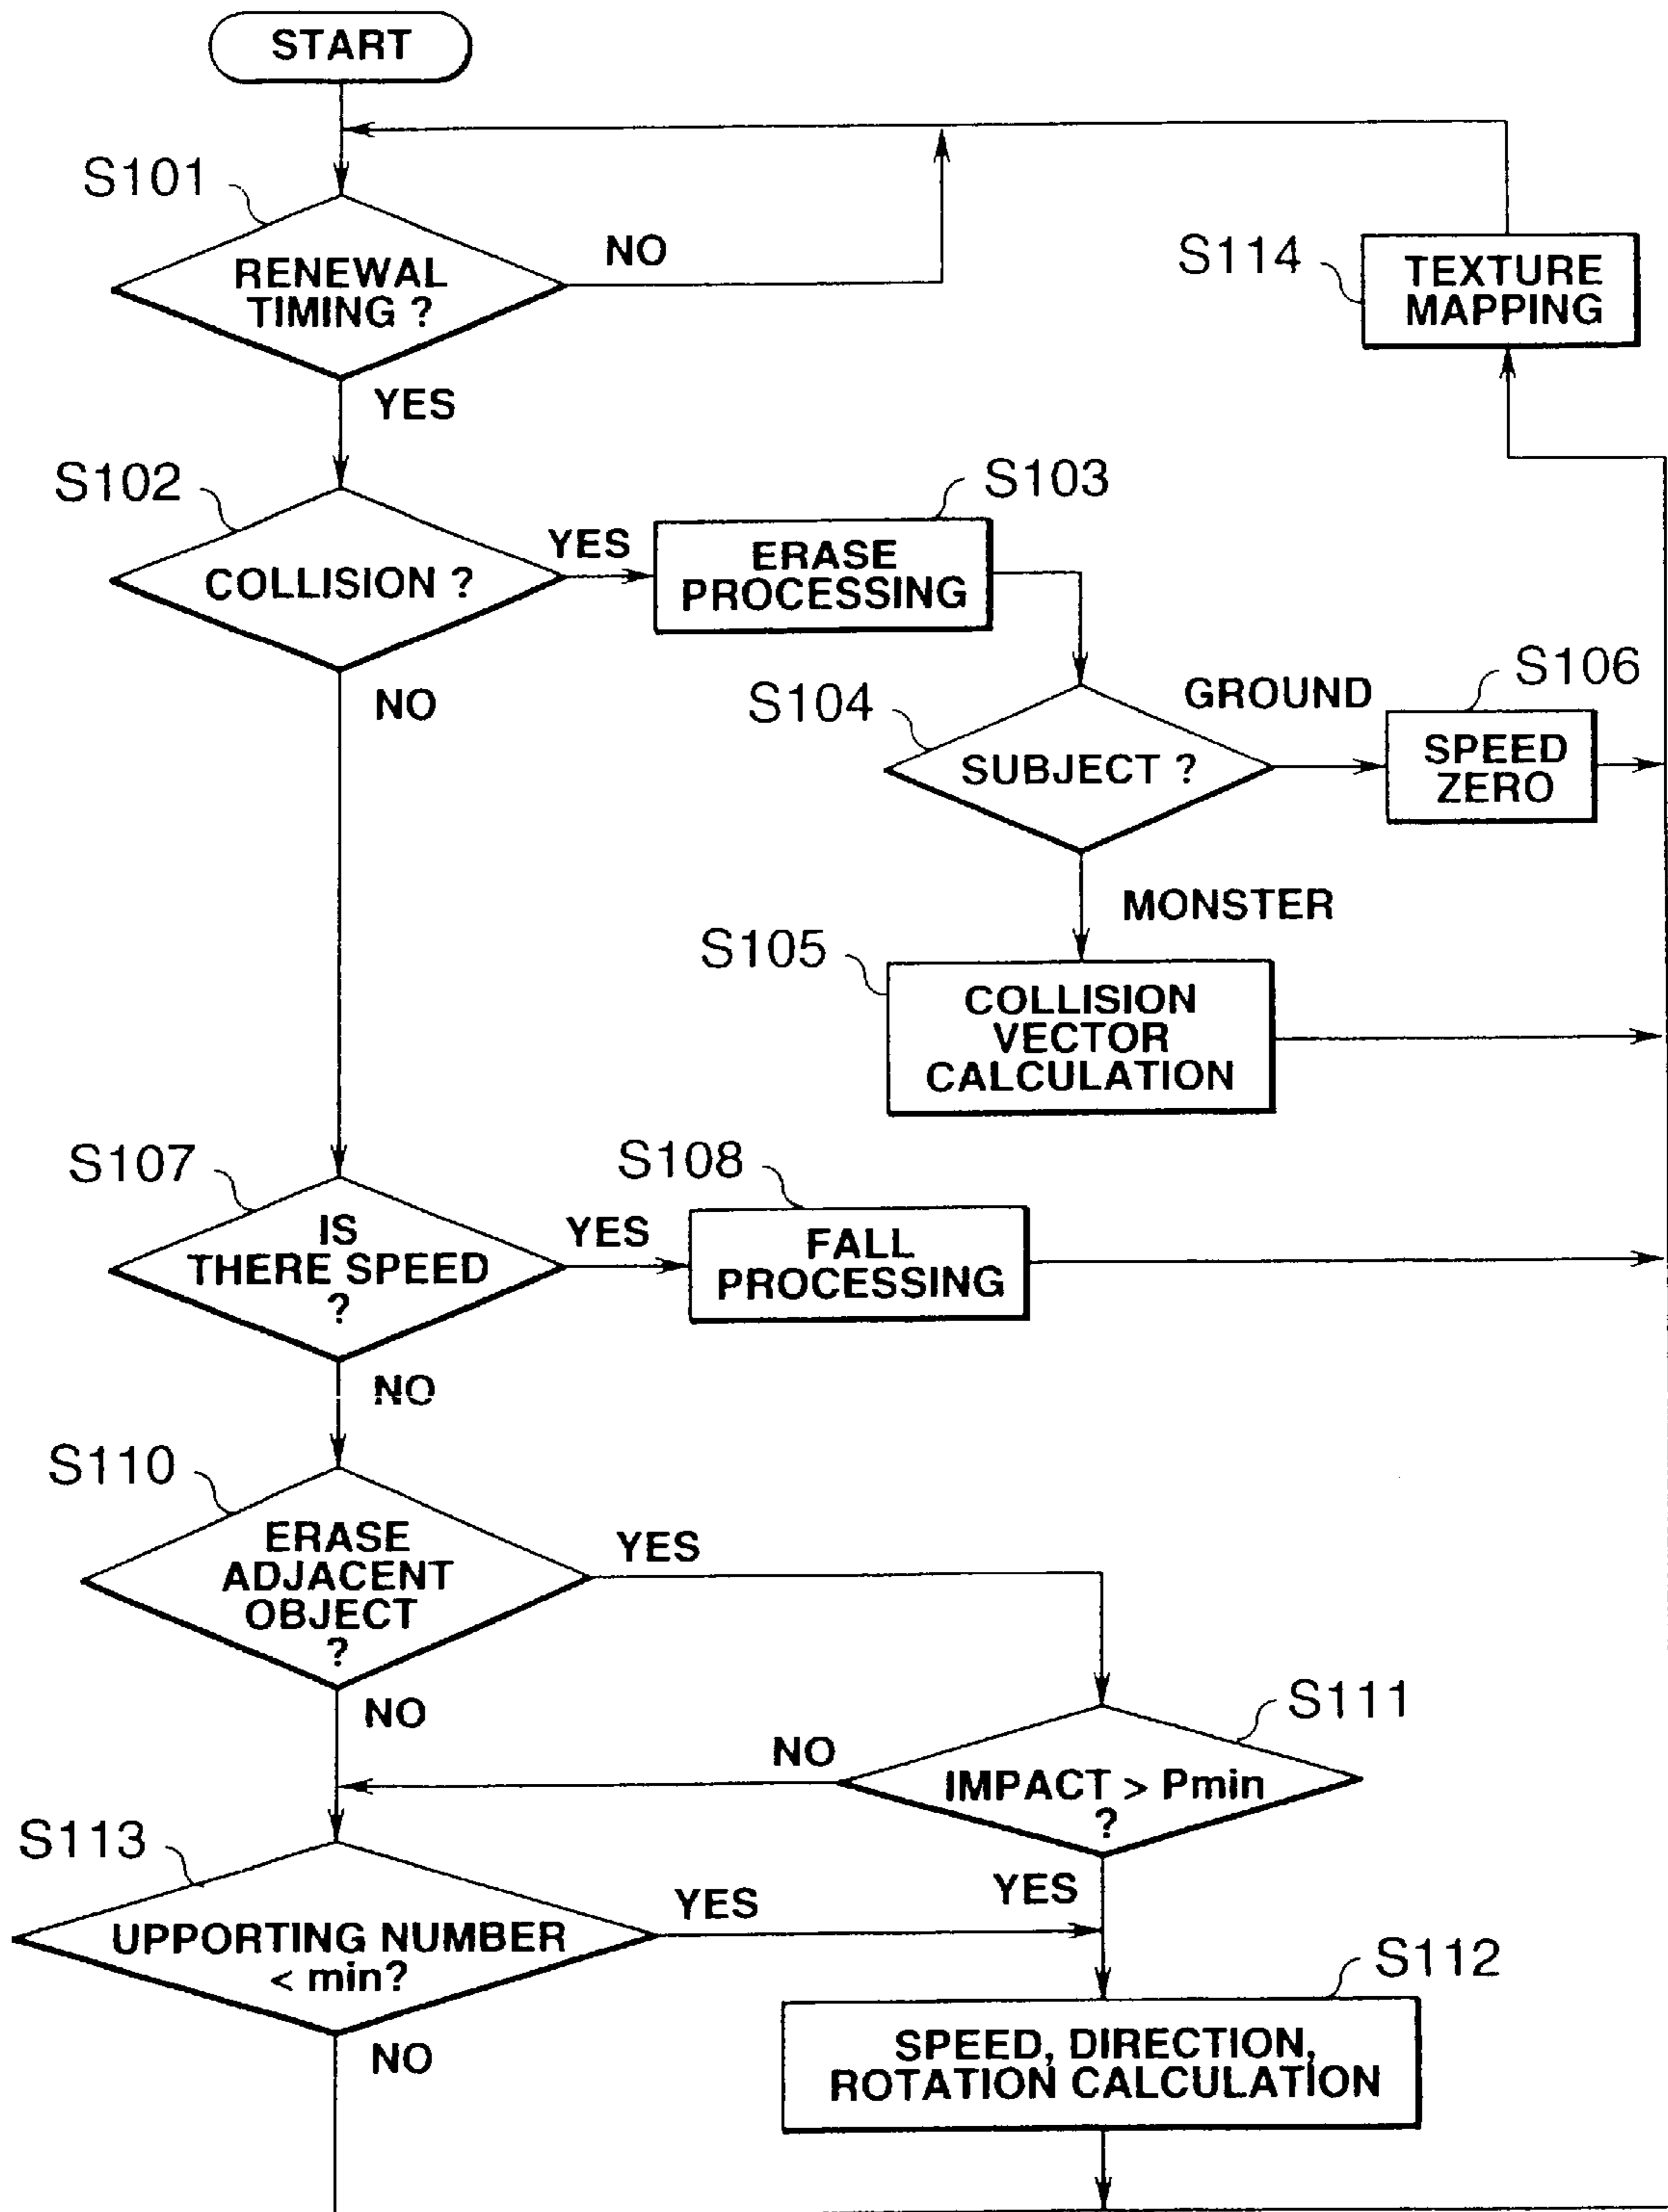 START
S101
RENEWAL
TIMING ?
NO
YES
S114
TEXTURE
MAPPING
S102
COLLISION ?
YES
NO
S103
ERASE
PROCESSING
S104
SUBJECT ?
GROUND
MONSTER
S106
SPEED
ZERO
S105
COLLISION
VECTOR
CALCULATION
S107
IS
THERE SPEED
?
YES
NO
S108
FALL
PROCESSING
S110
ERASE
ADJACENT
OBJECT
?
YES
NO
S111
IMPACT > Pmin
?
NO
YES
S113
UPPORTING NUMBER
< min?
YES
NO
S112
SPEED, DIRECTION,
ROTATION CALCULATION